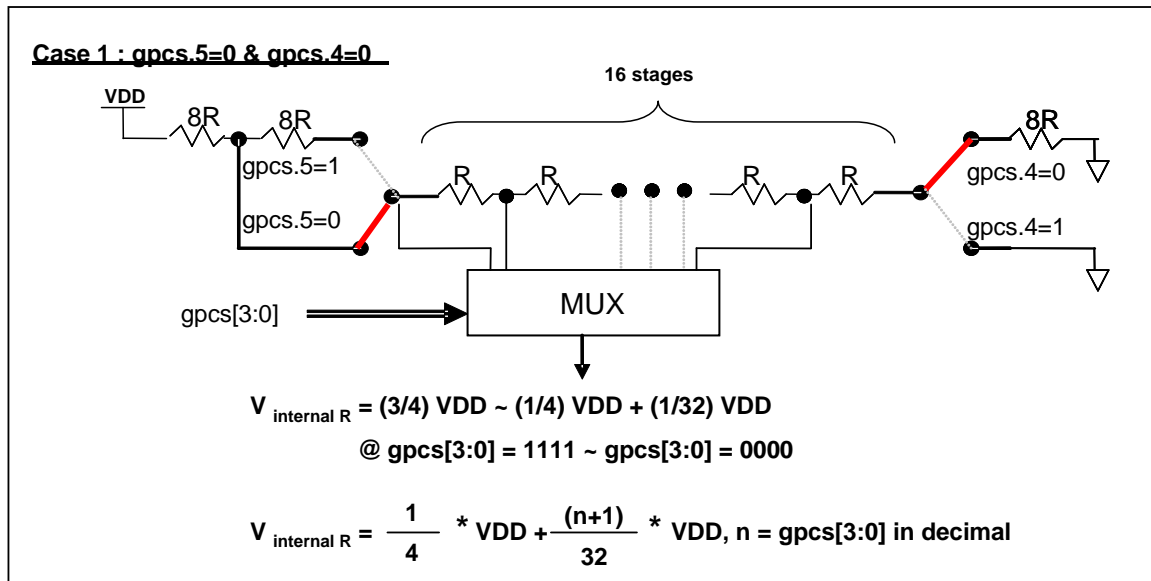 Case 1 : gpcs.5=0 & gpcs.4=0
16 stages
VDD
8R
8R
8R
gpcs.5=1
gpcs.4=0
R
R
R
R
gpcs.5=0
gpcs.4=1
MUX
gpcs[3:0]
V internal R = (3/4) VDD ~ (1/4) VDD + (1/32) VDD
@ gpcs[3:0] = 1111 ~ gpcs[3:0] = 0000
V internal R = 1/4 * VDD + (n+1)/32 * VDD, n = gpcs[3:0] in decimal